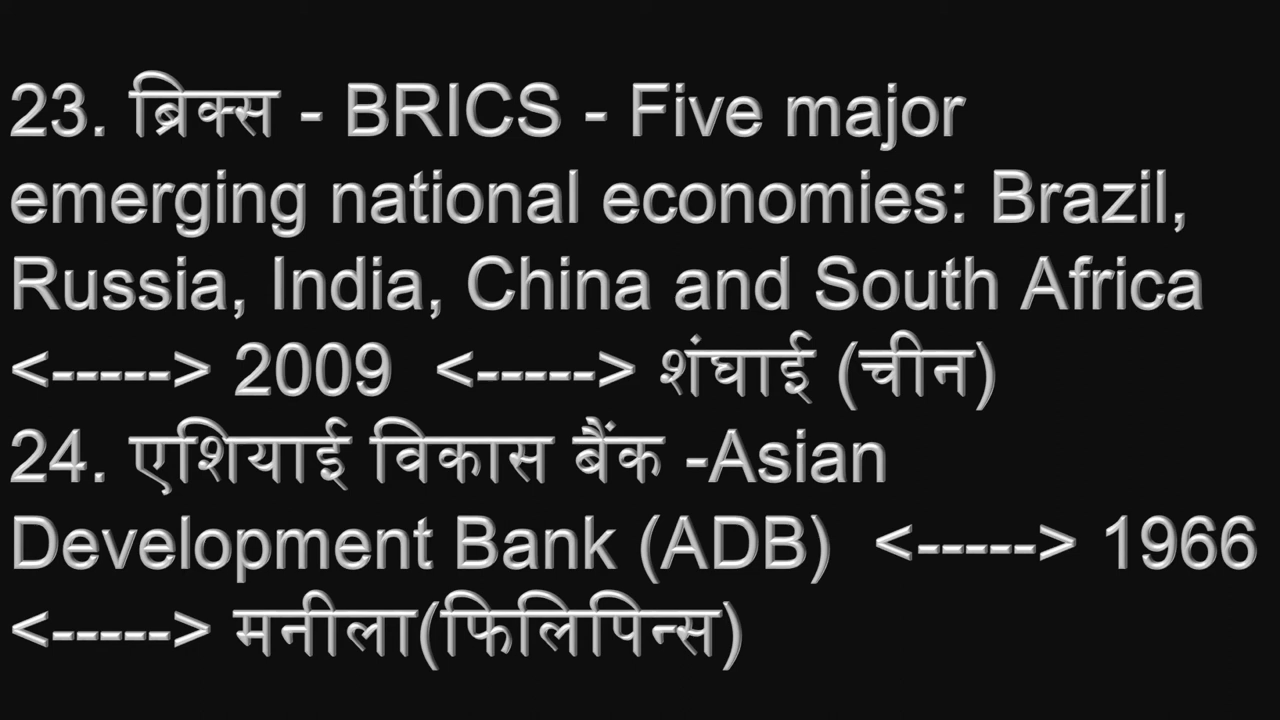 23. ब्रिक्स - BRICS - Five major
emerging national economies: Brazil,
Russia, India, China and South Africa
<-----> 2009 <-----> शंघाई (चीन)
24. एशियाई विकास बैंक -Asian
Development Bank (ADB) <-----> 1966
<-----> मनीला(फिलिपिन्स)